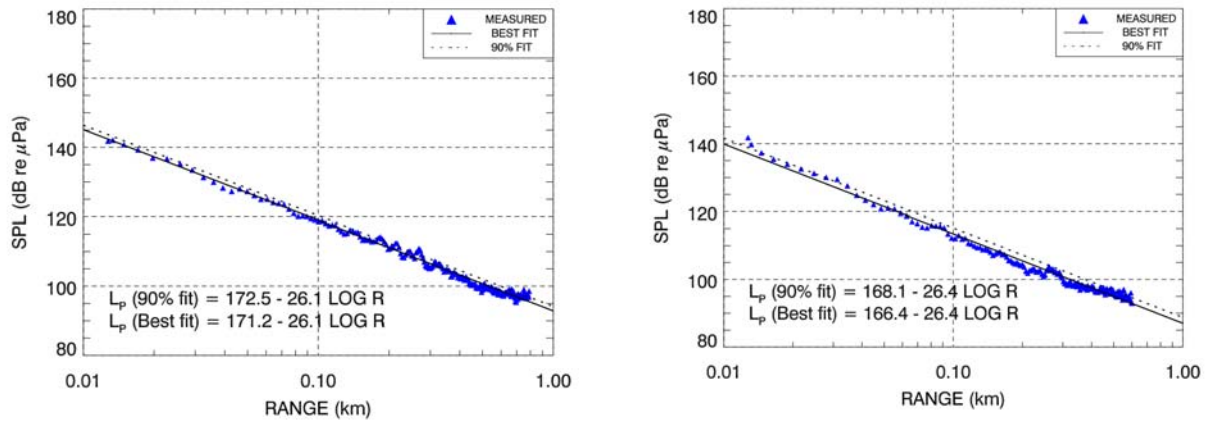 180
160
140
120
100
80
SPL (dB re μPa)
MEASURED
BEST FIT
90% FIT
L_P (90% fit) = 172.5 - 26.1 LOG R
L_P (Best fit) = 171.2 - 26.1 LOG R
0.01
0.10
1.00
RANGE (km)
180
160
140
120
100
80
SPL (dB re μPa)
MEASURED
BEST FIT
90% FIT
L_P (90% fit) = 168.1 - 26.4 LOG R
L_P (Best fit) = 166.4 - 26.4 LOG R
0.01
0.10
1.00
RANGE (km)